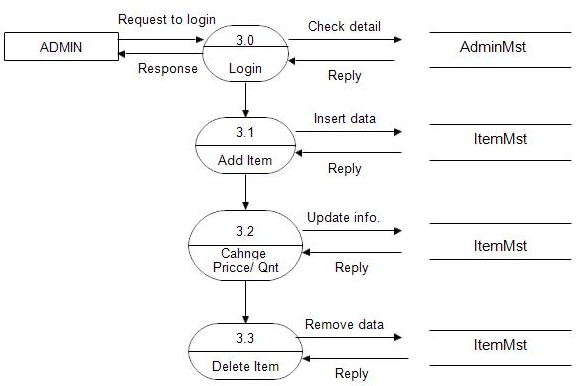 Request to login
Check detail
ADMIN
3.0
AdminMst
Response
Login
Reply
Insert data
3.1
ItemMst
Add Item
Reply
Update info.
3.2
ItemMst
Cahnge
Pricce/ Qnt
Reply
Remove data
3.3
ItemMst
Delete Item
Reply